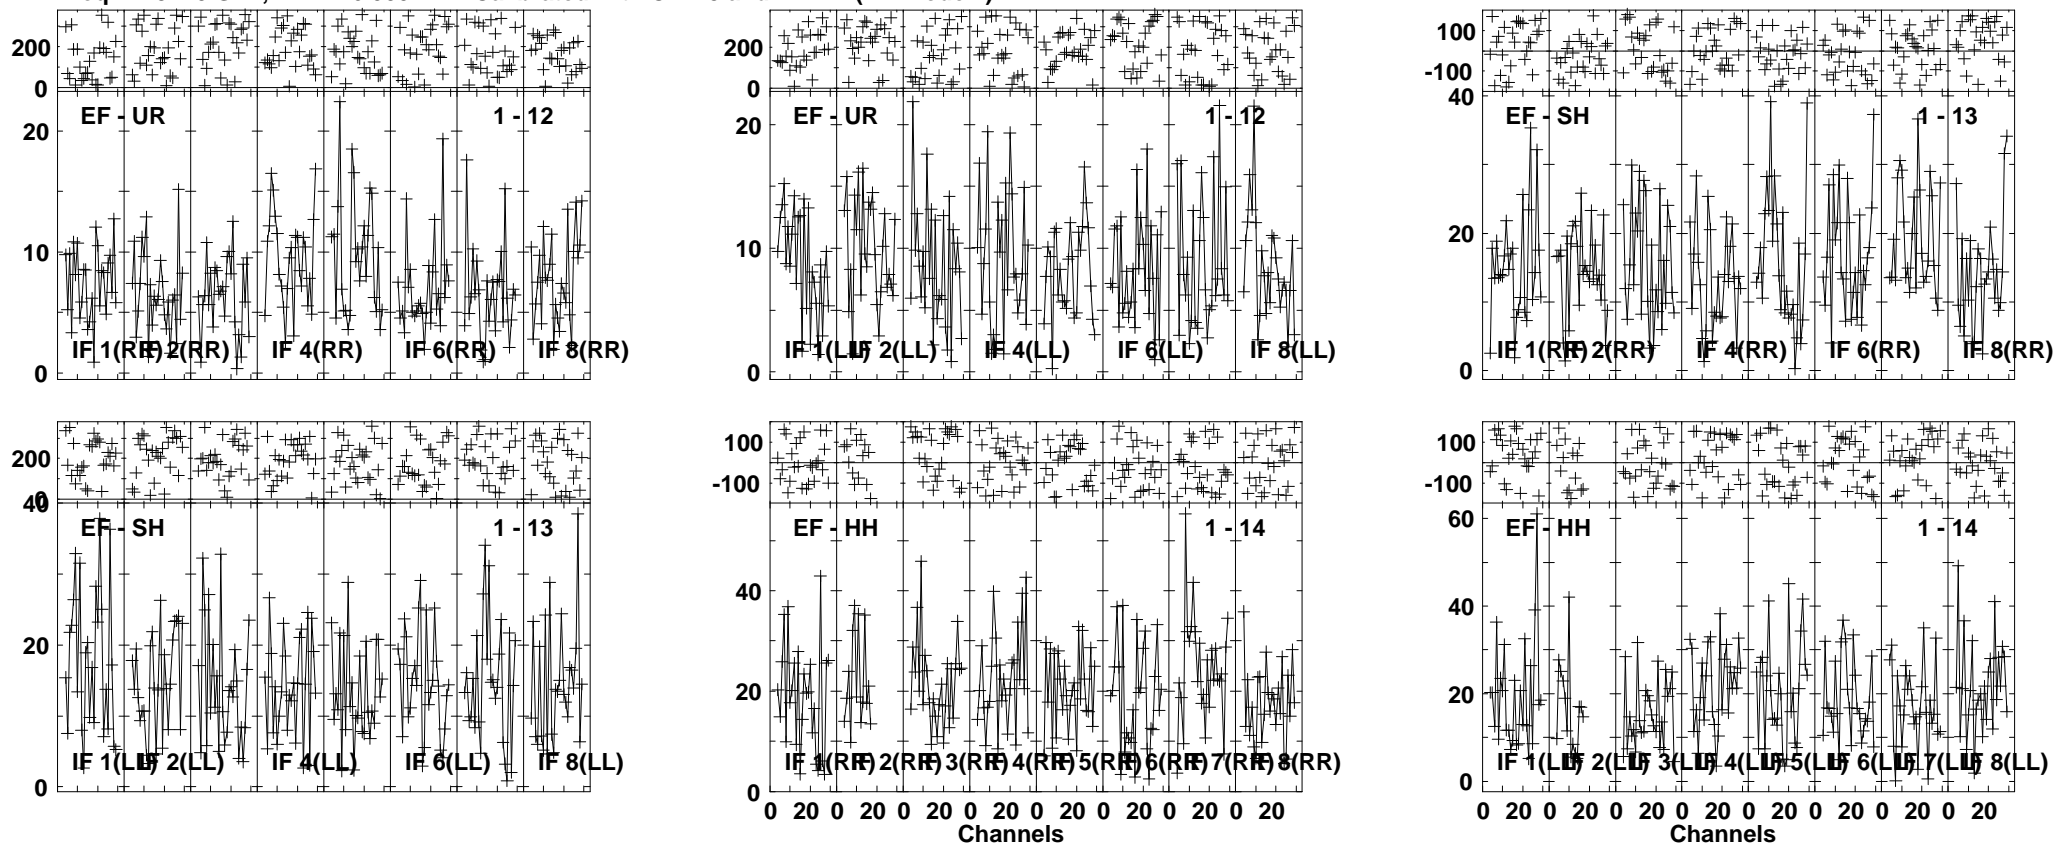 200
0
EF - UR
1 - 12
20
10
0
IF 1(RR)
IF 2(RR)
IF 4(RR)
IF 6(RR)
IF 8(RR)
200
0
EF - UR
1 - 12
20
10
0
IF 1(LL)
IF 2(LL)
IF 4(LL)
IF 6(LL)
IF 8(LL)
100
-100
40
EF - SH
1 - 13
20
0
IF 1(RR)
IF 2(RR)
IF 4(RR)
IF 6(RR)
IF 8(RR)
200
0
40
EF - SH
1 - 13
20
0
IF 1(LL)
IF 2(LL)
IF 4(LL)
IF 6(LL)
IF 8(LL)
100
-100
EF - HH
1 - 14
40
20
0
IF 1(RR)
IF 2(RR)
IF 3(RR)
IF 4(RR)
IF 5(RR)
IF 6(RR)
IF 7(RR)
IF 8(RR)
0 20 0 20 0 20 0 20 0 20 0 20 0 20 0 20
Channels
100
-100
60
EF - HH
1 - 14
40
20
0
IF 1(LL)
IF 2(LL)
IF 3(LL)
IF 4(LL)
IF 5(LL)
IF 6(LL)
IF 7(LL)
IF 8(LL)
0 20 0 20 0 20 0 20 0 20 0 20 0 20 0 20
Channels